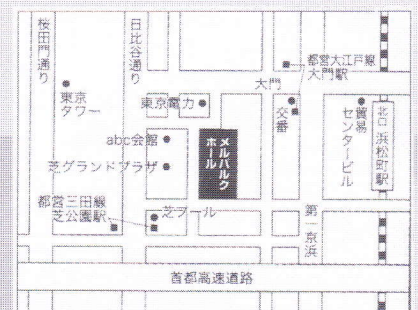 桜田門通り
日比谷通り
都営大江戸線
大門駅
大門
東京
タワー
東京電力
交番
貿易
センタービル
北口
浜松町駅
abc会館
メルパルク
ホール
芝グランドプラザ
都営三田線
芝公園駅
芝プール
第一京浜
首都高速道路